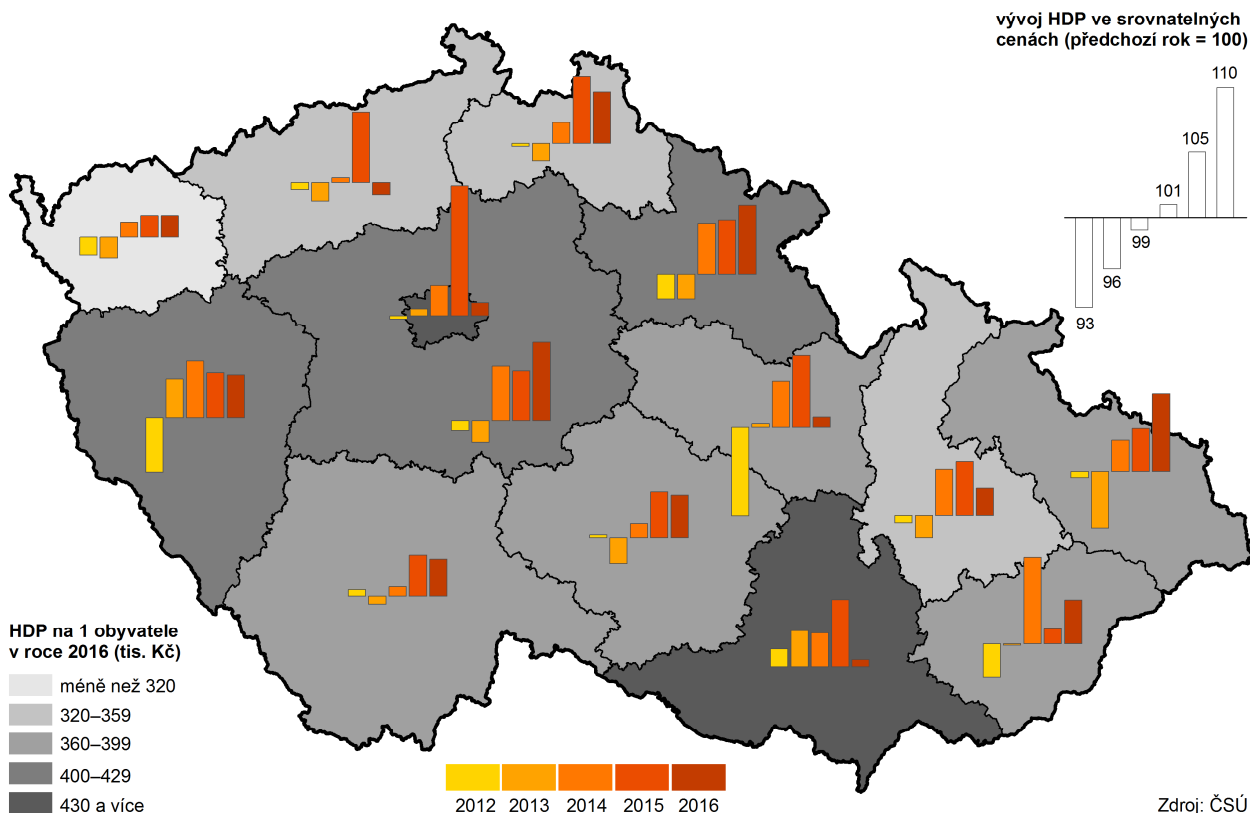 vývoj HDP ve srovnatelných
cenách (předchozí rok = 100)
110
105
101
99
96
93
HDP na 1 obyvatele
v roce 2016 (tis. Kč)
méně než 320
320–359
360–399
400–429
430 a více
2012 2013 2014 2015 2016
Zdroj: ČSÚ